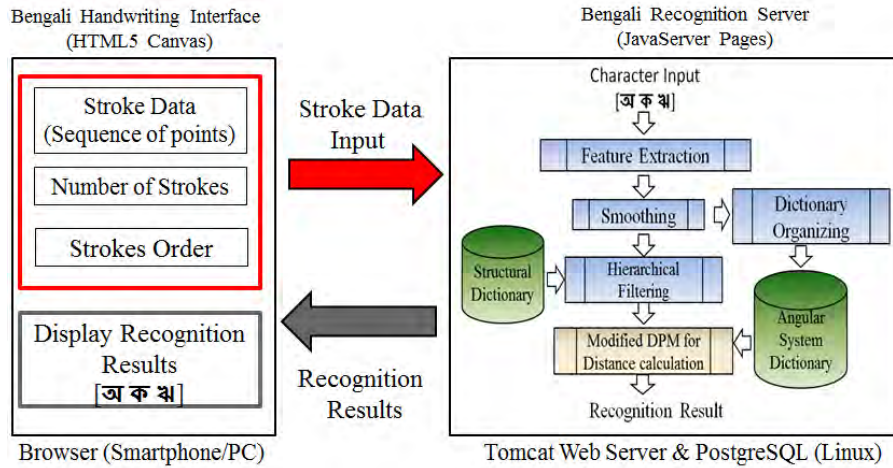 Bengali Handwriting Interface
(HTML5 Canvas)
Stroke Data
(Sequence of points)
Number of Strokes
Strokes Order
Display Recognition
Results
[অ ক ঋ]
Browser (Smartphone/PC)
Stroke Data
Input
Recognition
Results
Bengali Recognition Server
(JavaServer Pages)
Character Input
[অ ক ঋ]
Feature Extraction
Smoothing
Dictionary
Organizing
Structural
Dictionary
Hierarchical
Filtering
Angular
System
Dictionary
Modified DPM for
Distance calculation
Recognition Result
Tomcat Web Server & PostgreSQL (Linux)